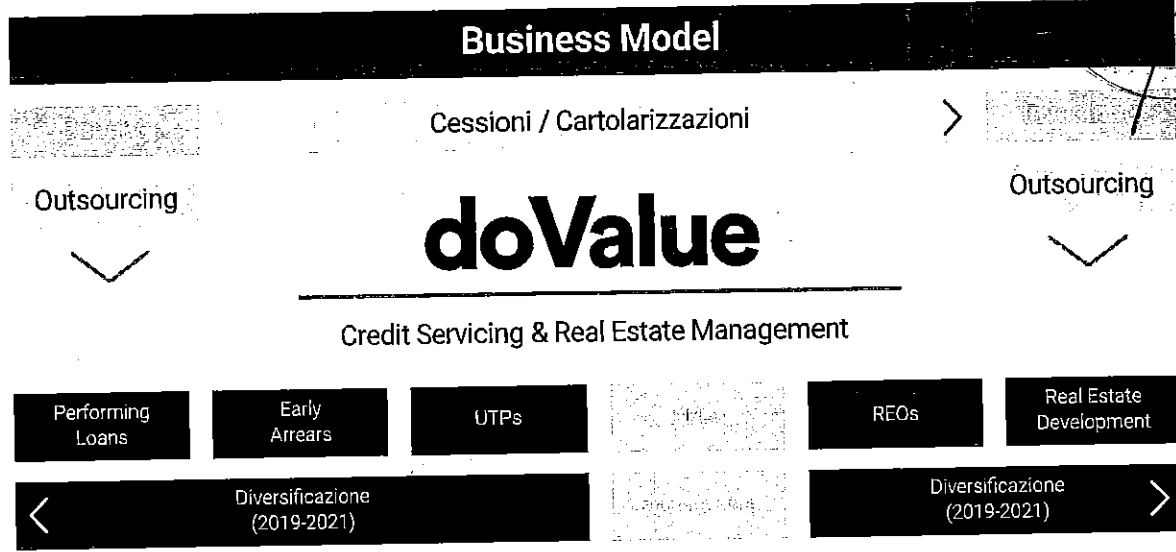 Business Model
Cessioni / Cartolarizzazioni
Outsourcing
Outsourcing
doValue
Credit Servicing & Real Estate Management
Performing
Loans
Early
Arrears
UTPs
REOs
Real Estate
Development
Diversificazione
(2019-2021)
Diversificazione
(2019-2021)